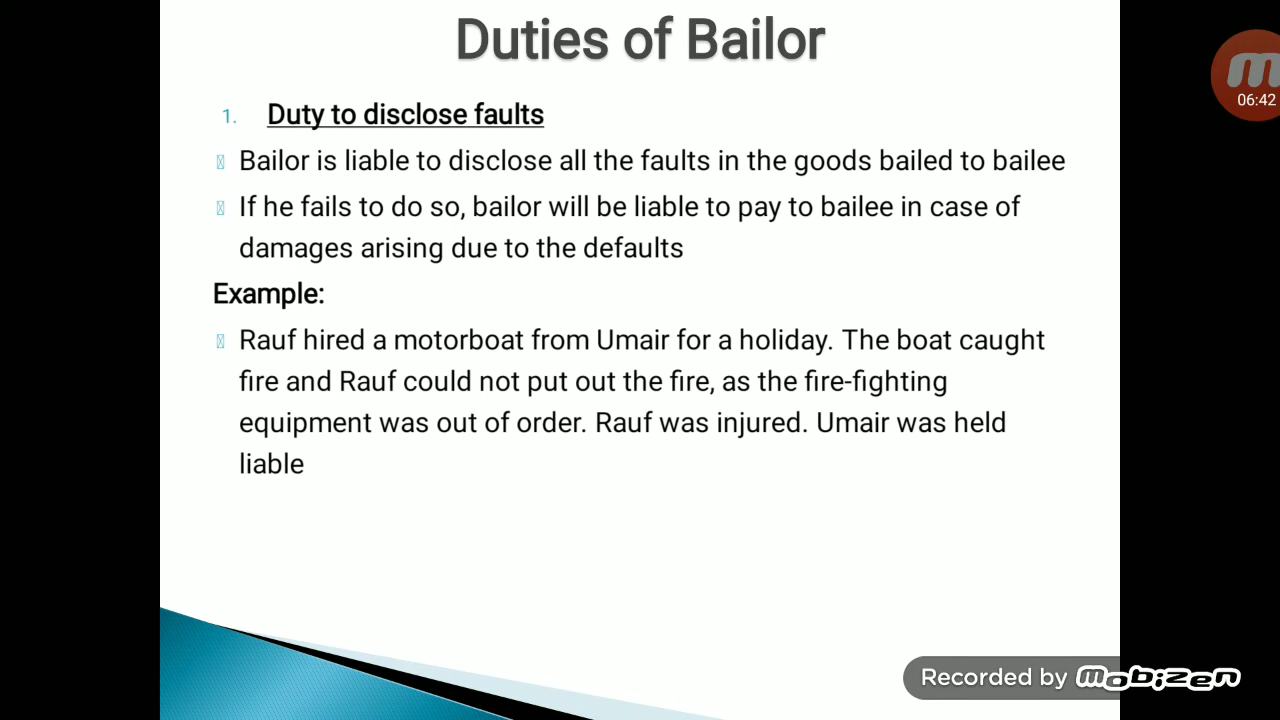 Duties of Bailor
1. Duty to disclose faults
Bailor is liable to disclose all the faults in the goods bailed to bailee
If he fails to do so, bailor will be liable to pay to bailee in case of
damages arising due to the defaults
Example:
Rauf hired a motorboat from Umair for a holiday. The boat caught
fire and Rauf could not put out the fire, as the fire-fighting
equipment was out of order. Rauf was injured. Umair was held
liable
m
06:42
Recorded by mobizen